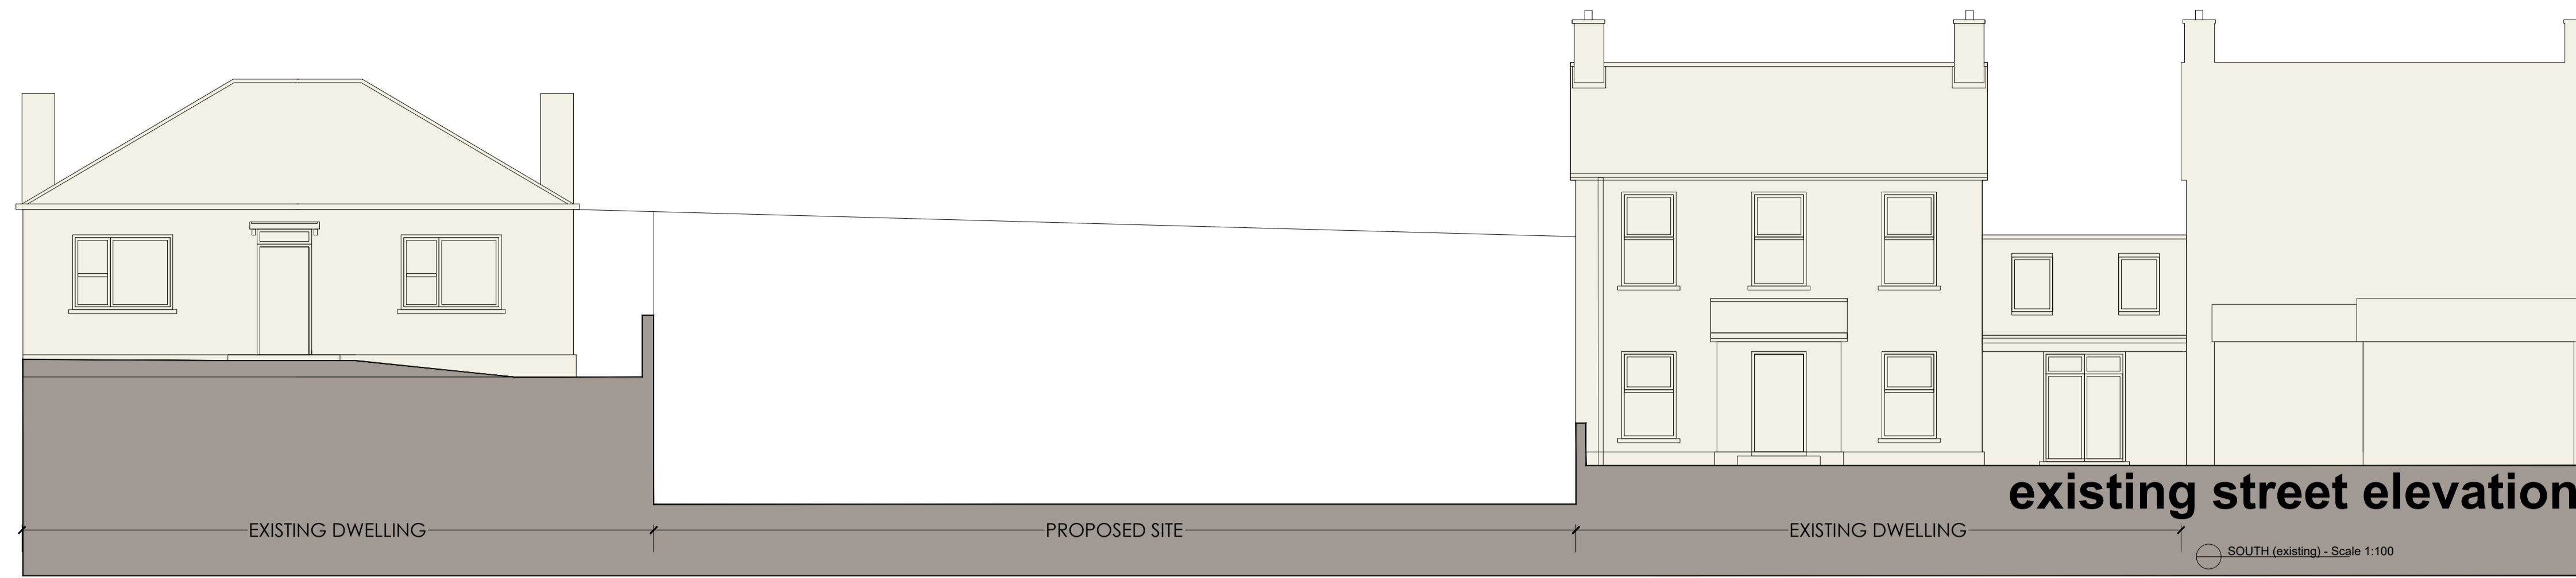 existing street elevation
EXISTING DWELLING
PROPOSED SITE
EXISTING DWELLING
SOUTH (existing) - Scale 1:100